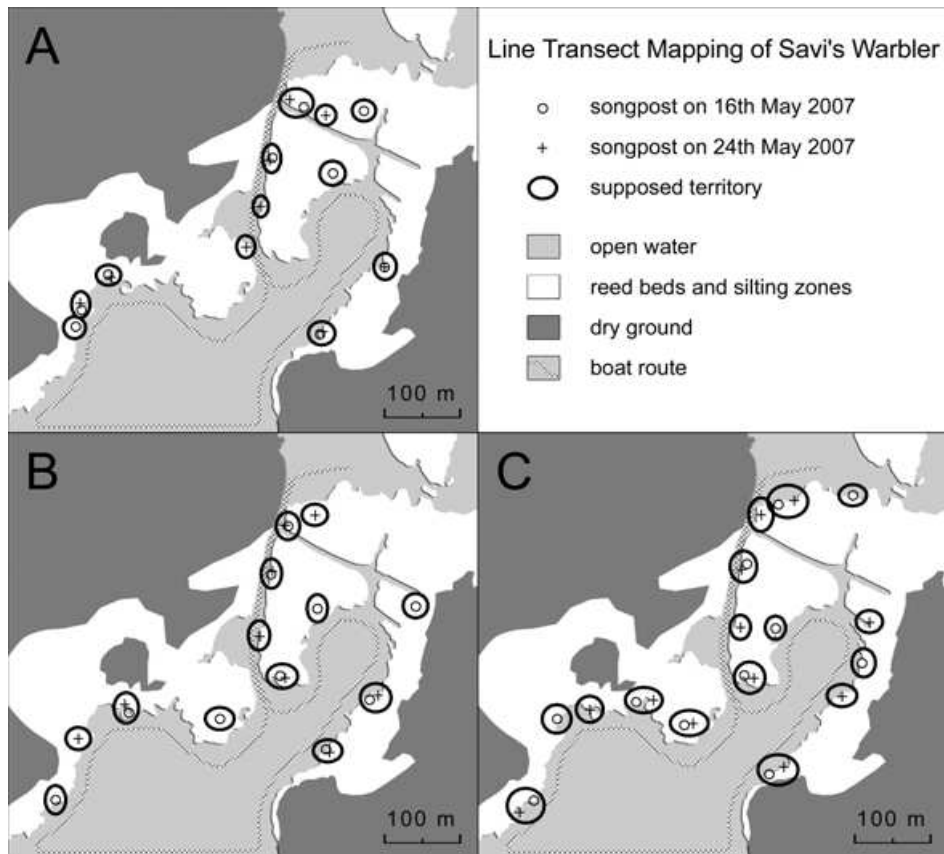 A
Line Transect Mapping of Savi's Warbler
songpost on 16th May 2007
songpost on 24th May 2007
supposed territory
open water
reed beds and silting zones
dry ground
boat route
100 m
B
100 m
C
100 m